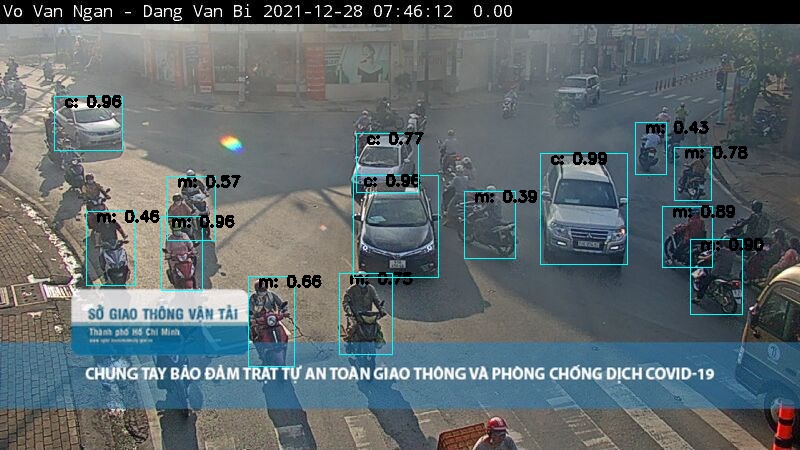 Vo Van Ngan - Dang Van Bi 2021-12-28 07:46:12 0.00
c: 0.96
m: 0.43
c: 0.77
m: 0.78
c: 0.99
m: 0.57
c: 0.96
m: 0.39
m: 0.46
m: 0.96
m: 0.89
m: 0.90
m: 0.66
m: 0.75
SỞ GIAO THÔNG VẬN TẢI
Thành phố Hồ Chí Minh
CHUNG TAY BẢO ĐẢM TRẬT TỰ AN TOÀN GIAO THÔNG VÀ PHÒNG CHỐNG DỊCH COVID-19